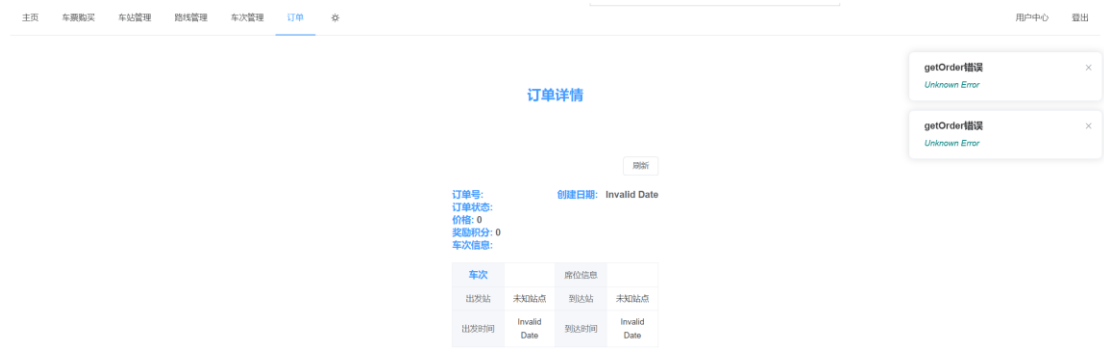 主页 车票购买 车站管理 路线管理 车次管理 订单 用户中心 登出
getOrder错误
Unknown Error
getOrder错误
Unknown Error
订单详情
刷新
订单号: 创建日期: Invalid Date
订单状态:
价格: 0
奖励积分: 0
车次信息:
车次 席位信息
出发站 未知站点 到达站 未知站点
出发时间 Invalid Date 到达时间 Invalid Date